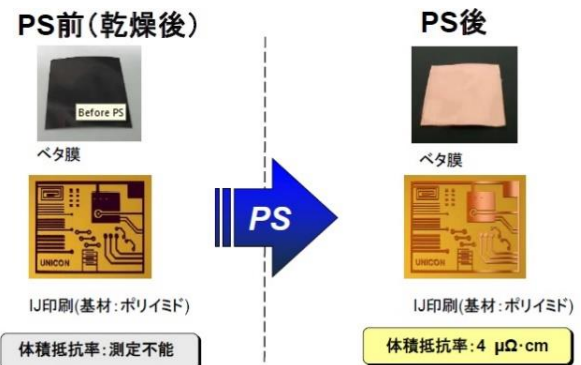 PS前(乾燥後)
Before PS
ベタ膜
UNICON
IJ印刷(基材:ポリイミド)
体積抵抗率:測定不能
PS
PS後
ベタ膜
UNICON
IJ印刷(基材:ポリイミド)
体積抵抗率:4 μΩ·cm